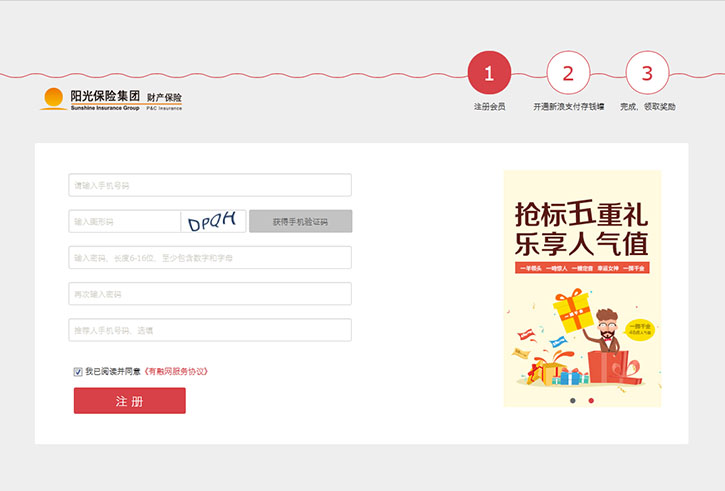 1
2
3
注册会员
开通新浪支付存钱罐
完成，领取奖励
阳光保险集团 财产保险
Sunshine Insurance Group P&C Insurance
请输入手机号码
输入图形码
DPQH
获得手机验证码
输入密码，长度6-16位，至少包含数字和字母
再次输入密码
推荐人手机号码，选填
我已阅读并同意《有融网服务协议》
注 册
抢标五重礼
乐享人气值
一羊领头 一鸣惊人 一锤定音 幸运女神 一掷千金
一掷千金